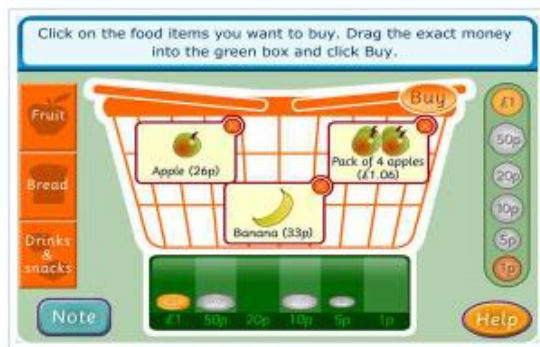 Click on the food items you want to buy. Drag the exact money
into the green box and click Buy.
Fruit
Bread
Drinks
&
snacks
Buy
Apple (26p)
Pack of 4 apples
(£1.06)
Banana (33p)
£1
50p
20p
10p
5p
1p
£1
50p
20p
10p
5p
1p
Note
Help